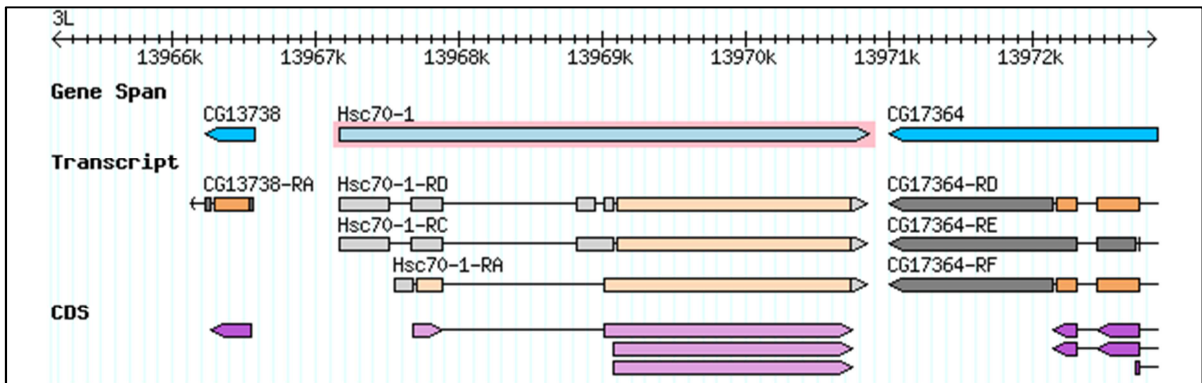 3L
13966k 13967k 13968k 13969k 13970k 13971k 13972k
Gene Span
CG13738 Hsc70-1 CG17364
Transcript
CG13738-RA Hsc70-1-RD CG17364-RD
Hsc70-1-RC CG17364-RE
Hsc70-1-RA CG17364-RF
CDS